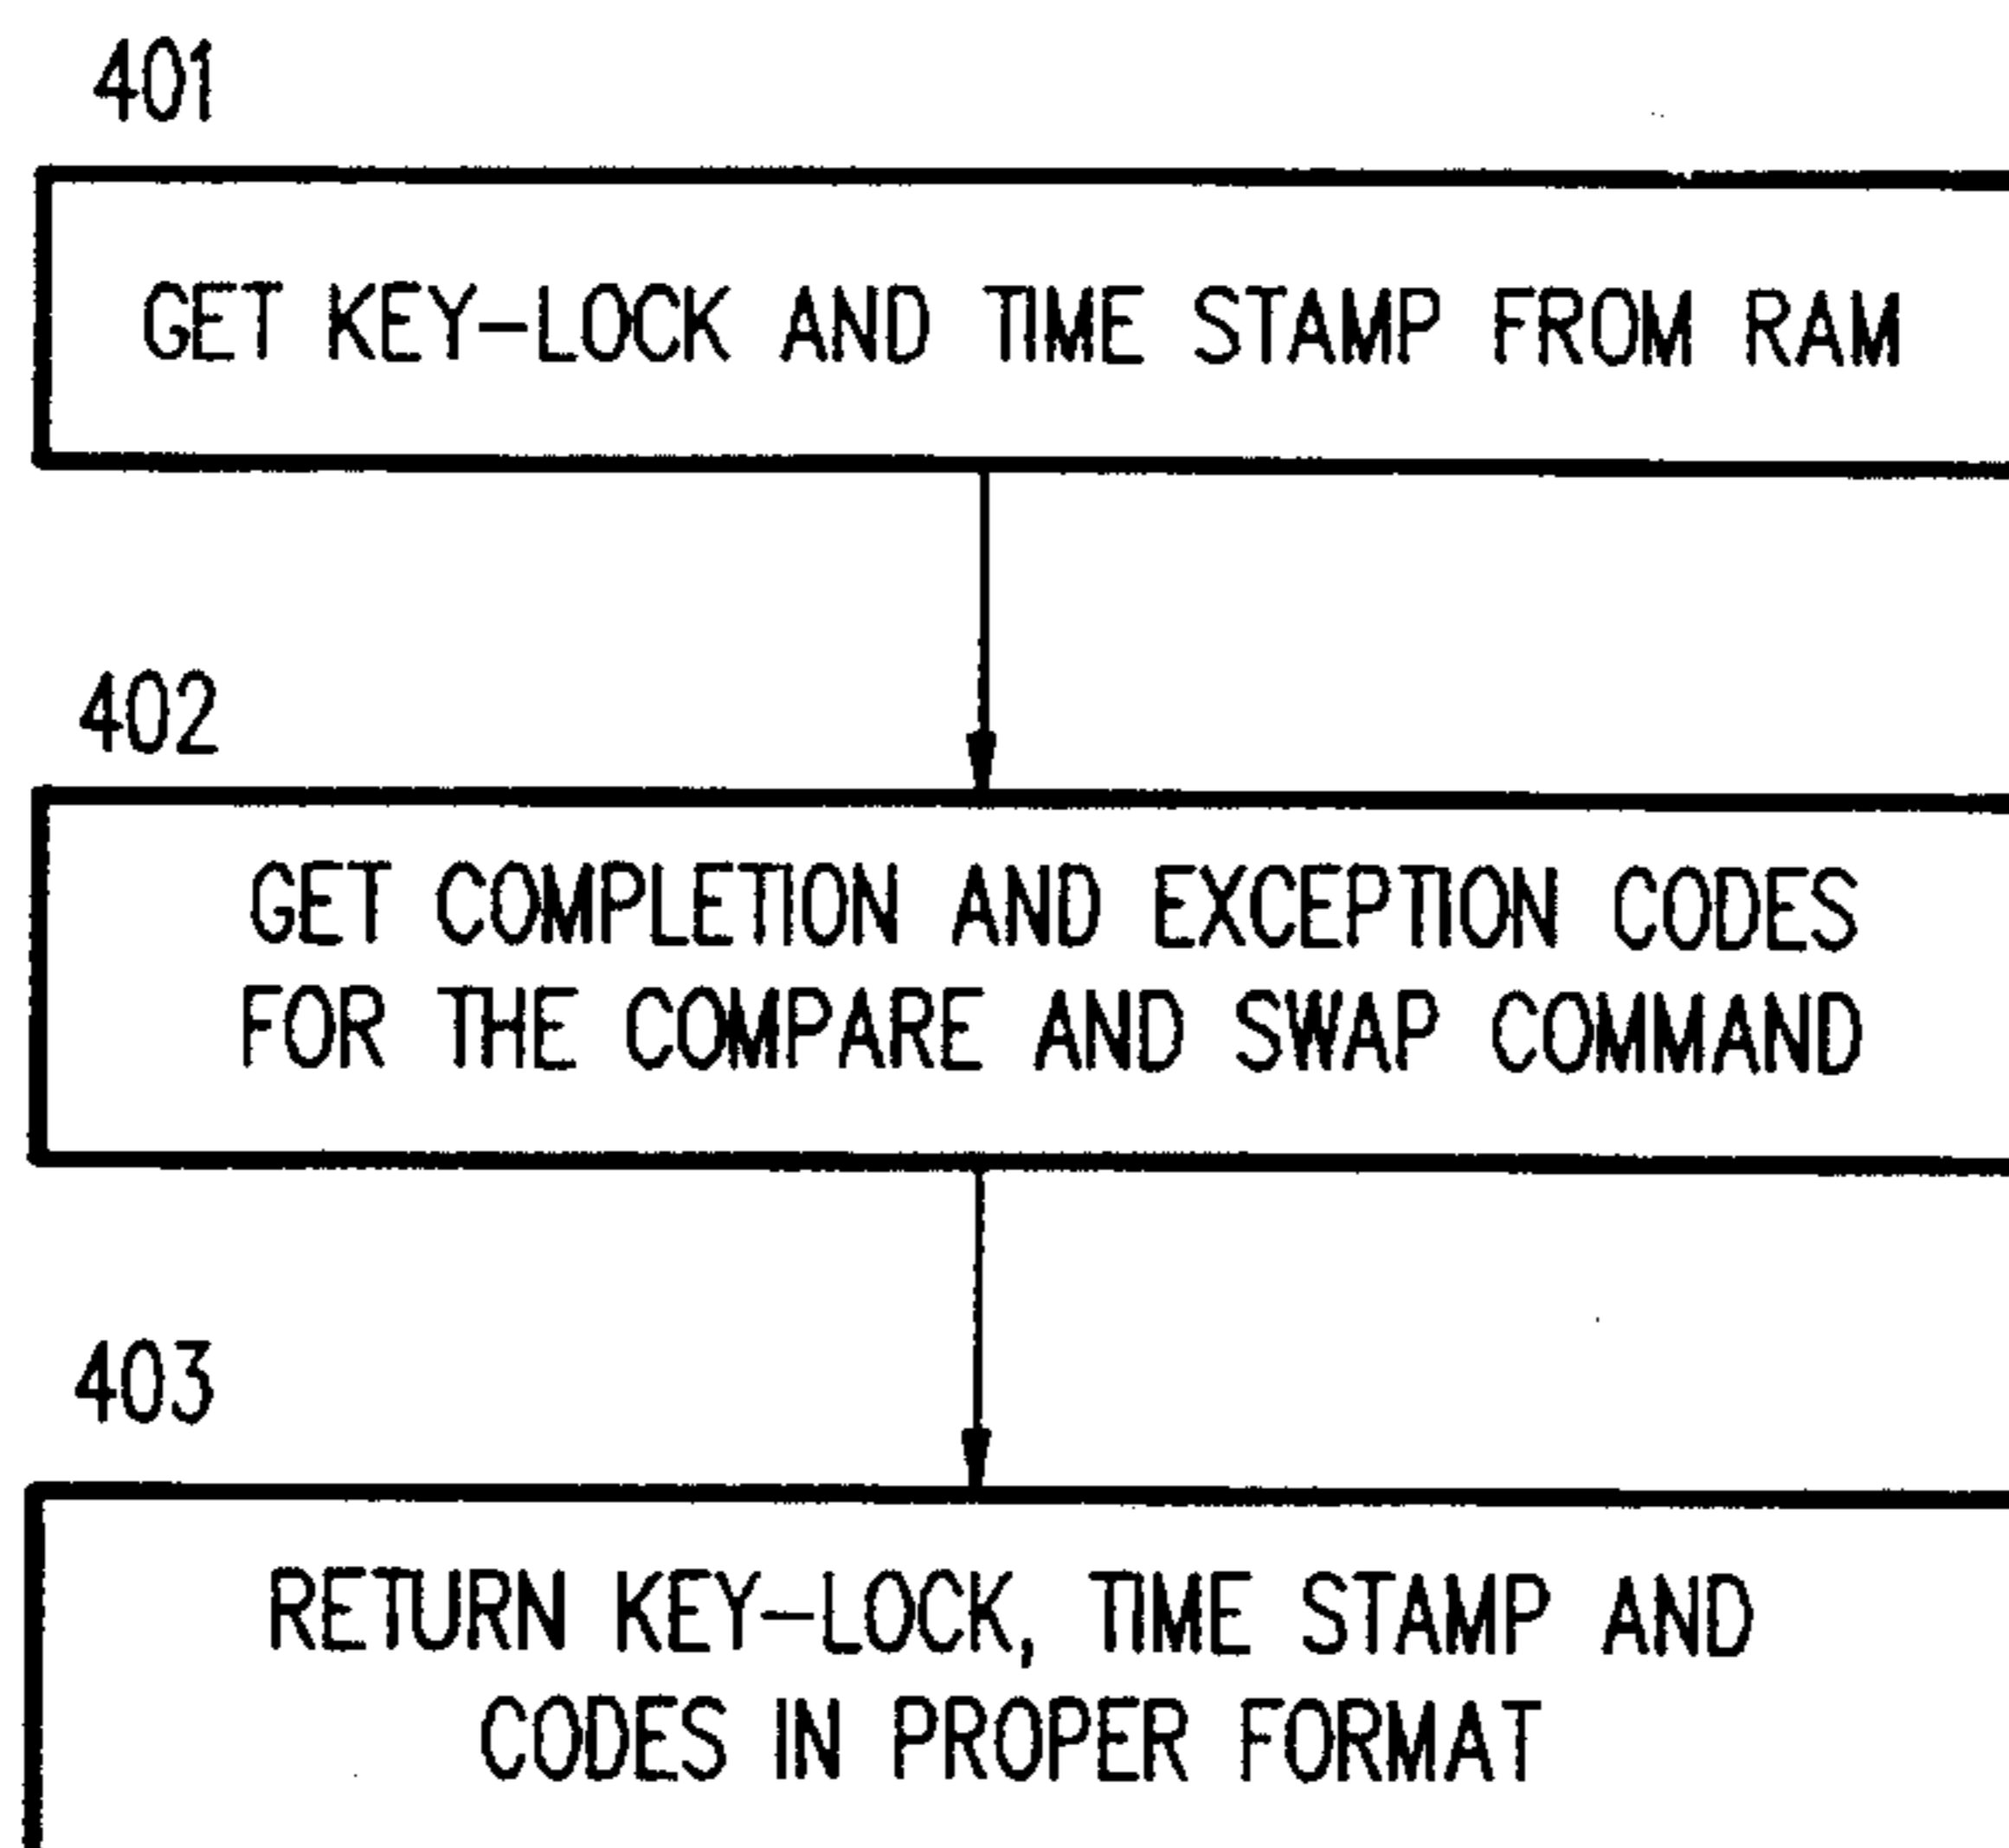 401
GET KEY-LOCK AND TIME STAMP FROM RAM
402
GET COMPLETION AND EXCEPTION CODES
FOR THE COMPARE AND SWAP COMMAND
403
RETURN KEY-LOCK, TIME STAMP AND
CODES IN PROPER FORMAT